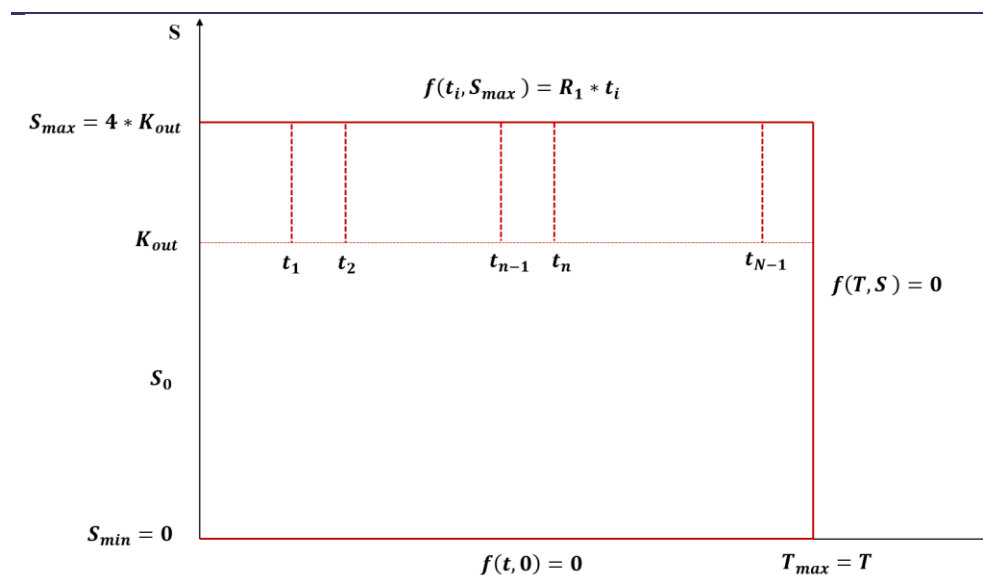 S
f(t_i, S_max) = R_1 * t_i
S_max = 4 * K_out
K_out
t_1 t_2 t_{n-1} t_n t_{N-1}
f(T, S) = 0
S_0
S_min = 0
f(t, 0) = 0 T_max = T